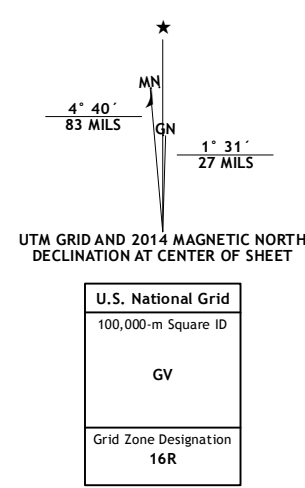 ★
MN
4° 40´
83 MILS
GN
1° 31´
27 MILS
UTM GRID AND 2014 MAGNETIC NORTH
DECLINATION AT CENTER OF SHEET
U.S. National Grid
100,000-m Square ID
GV
Grid Zone Designation
16R